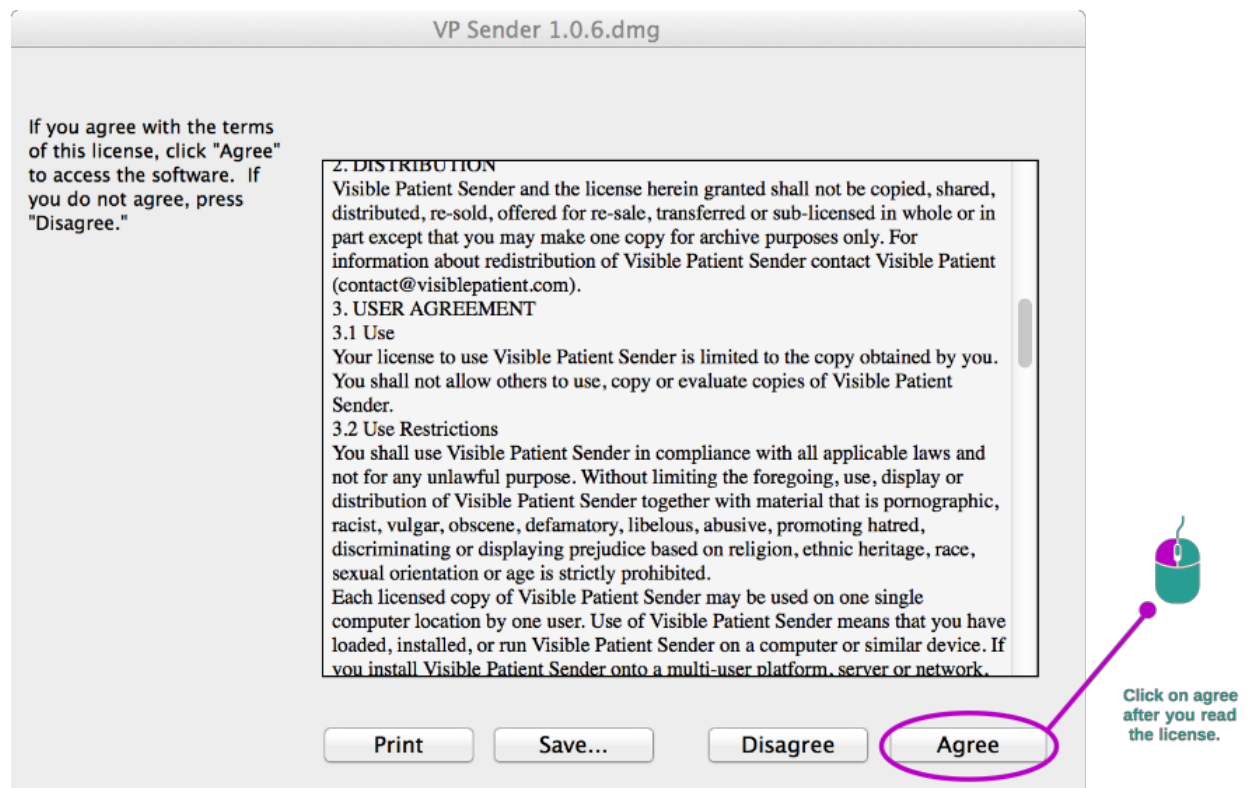 VP Sender 1.0.6.dmg
If you agree with the terms
of this license, click "Agree"
to access the software.  If
you do not agree, press
"Disagree."
2. DISTRIBUTION
Visible Patient Sender and the license herein granted shall not be copied, shared,
distributed, re-sold, offered for re-sale, transferred or sub-licensed in whole or in
part except that you may make one copy for archive purposes only. For
information about redistribution of Visible Patient Sender contact Visible Patient
(contact@visiblepatient.com).
3. USER AGREEMENT
3.1 Use
Your license to use Visible Patient Sender is limited to the copy obtained by you.
You shall not allow others to use, copy or evaluate copies of Visible Patient
Sender.
3.2 Use Restrictions
You shall use Visible Patient Sender in compliance with all applicable laws and
not for any unlawful purpose. Without limiting the foregoing, use, display or
distribution of Visible Patient Sender together with material that is pornographic,
racist, vulgar, obscene, defamatory, libelous, abusive, promoting hatred,
discriminating or displaying prejudice based on religion, ethnic heritage, race,
sexual orientation or age is strictly prohibited.
Each licensed copy of Visible Patient Sender may be used on one single
computer location by one user. Use of Visible Patient Sender means that you have
loaded, installed, or run Visible Patient Sender on a computer or similar device. If
you install Visible Patient Sender onto a multi-user platform, server or network,
Print
Save...
Disagree
Agree
Click on agree
after you read
the license.